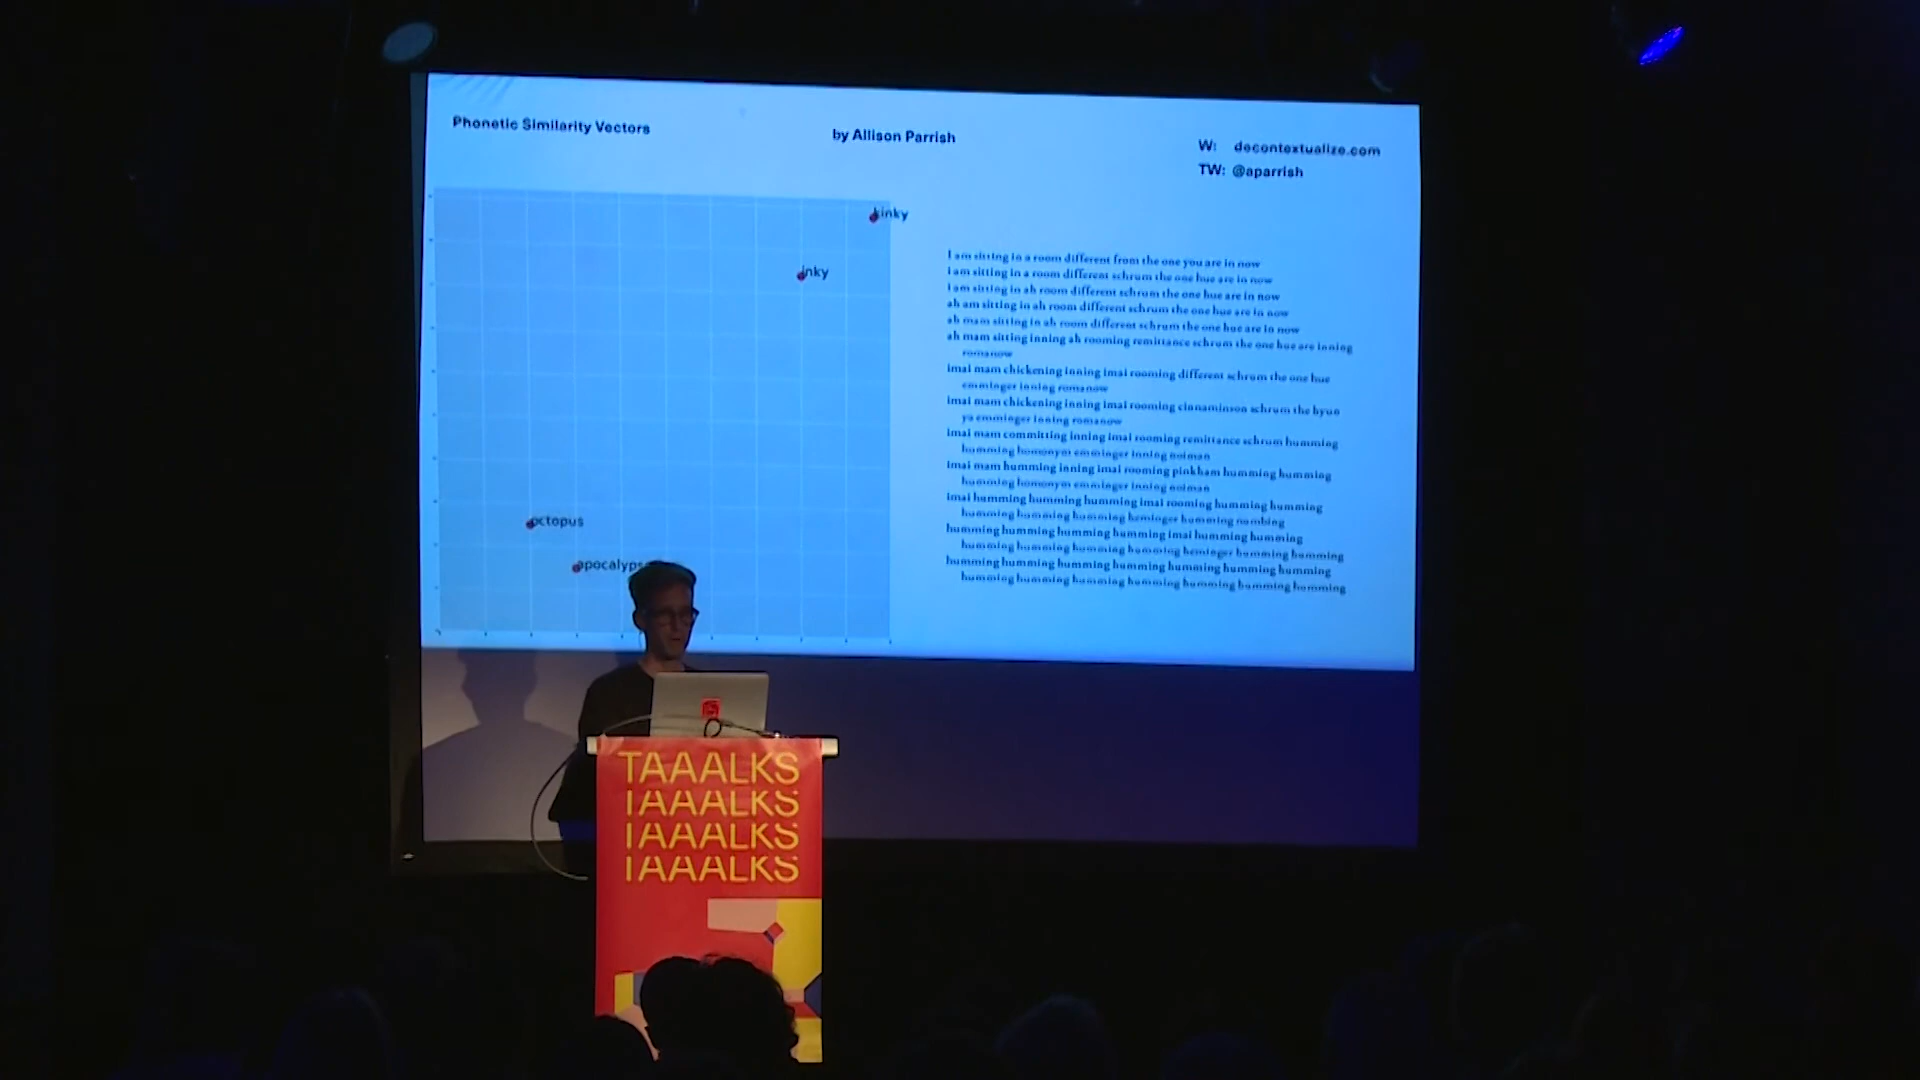 Phonetic Similarity Vectors
by Allison Parrish
W: decontextualize.com
TW: @aparrish
kinky
inky
octopus
apocalyps
I am sitting in a room different from the one you are in now
i am sitting in a room different schrum the one hue are in now
i am sitting in ah room different schrum the one hue are in now
ah am sitting in ah room different schrum the one hue are in now
ah mam sitting in ah room different schrum the one hue are in now
ah mam sitting inning ah rooming remittance schrum the one hue are inning
romanow
imai mam chickening inning imai rooming different schrum the one hue
emminger inning romanow
imai mam chickening inning imai rooming cinnaminson schrum the hyun
ya emminger inning romanow
imai mam committing inning imai rooming remittance schrum humming
humming homonym emminger inning noiman
imai mam humming inning imai rooming pinkham humming humming
humming homonym emminger inning noiman
imai humming humming humming imai rooming humming humming
humming humming humming heminger humming numbing
humming humming humming humming imai humming humming
humming humming humming humming heminger humming humming
humming humming humming humming humming humming humming
humming humming humming humming humming humming humming
TAAALKS
TAAALKS
TAAALKS
TAAALKS